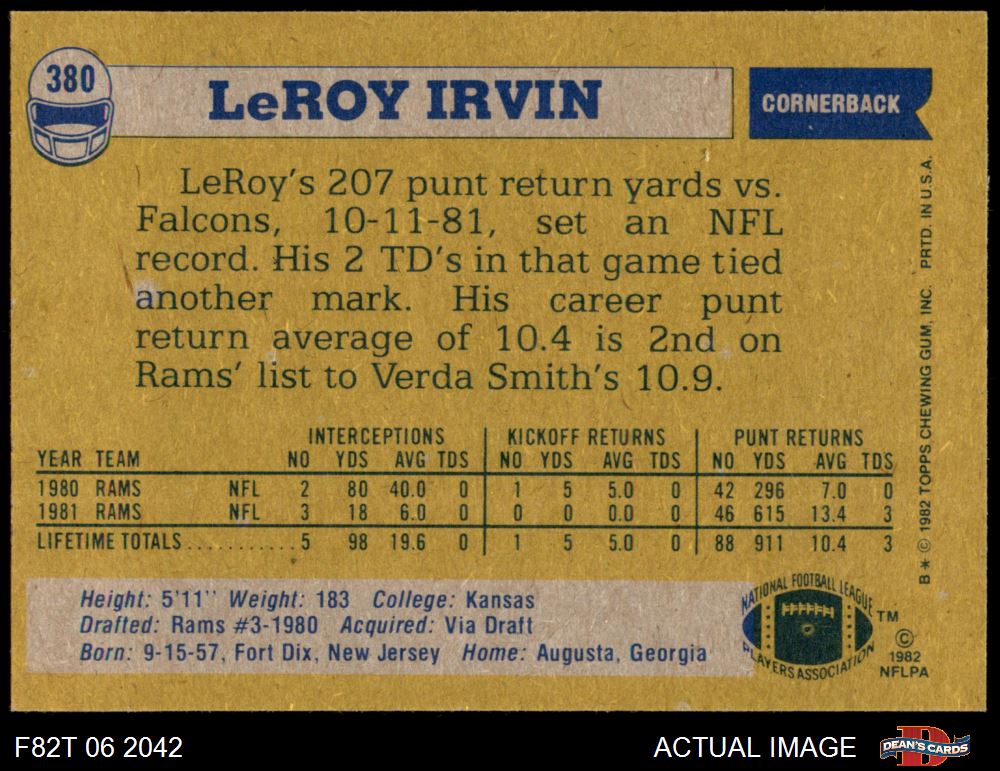 380
LeROY IRVIN
CORNERBACK
LeRoy's 207 punt return yards vs.
Falcons, 10-11-81, set an NFL
record. His 2 TD's in that game tied
another mark. His career punt
return average of 10.4 is 2nd on
Rams' list to Verda Smith's 10.9.
INTERCEPTIONS KICKOFF RETURNS PUNT RETURNS
YEAR TEAM NO YDS AVG TDS NO YDS AVG TDS NO YDS AVG TDS
1980 RAMS NFL 2 80 40.0 0 1 5 5.0 0 42 296 7.0 0
1981 RAMS NFL 3 18 6.0 0 0 0 0.0 0 46 615 13.4 3
LIFETIME TOTALS...........5 98 19.6 0 1 5 5.0 0 88 911 10.4 3
Height: 5'11" Weight: 183 College: Kansas
Drafted: Rams #3-1980 Acquired: Via Draft
Born: 9-15-57, Fort Dix, New Jersey Home: Augusta, Georgia
NATIONAL FOOTBALL LEAGUE
PLAYERS ASSOCIATION
TM
©
1982
NFLPA
B* © 1982 TOPPS CHEWING GUM, INC. PRTD. IN U.S.A.
F82T 06 2042
ACTUAL IMAGE
D
DEAN'S CARDS